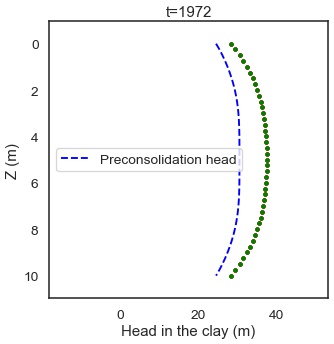 t=1972
Z (m)
0
2
4
6
8
10
Preconsolidation head
0
20
40
Head in the clay (m)